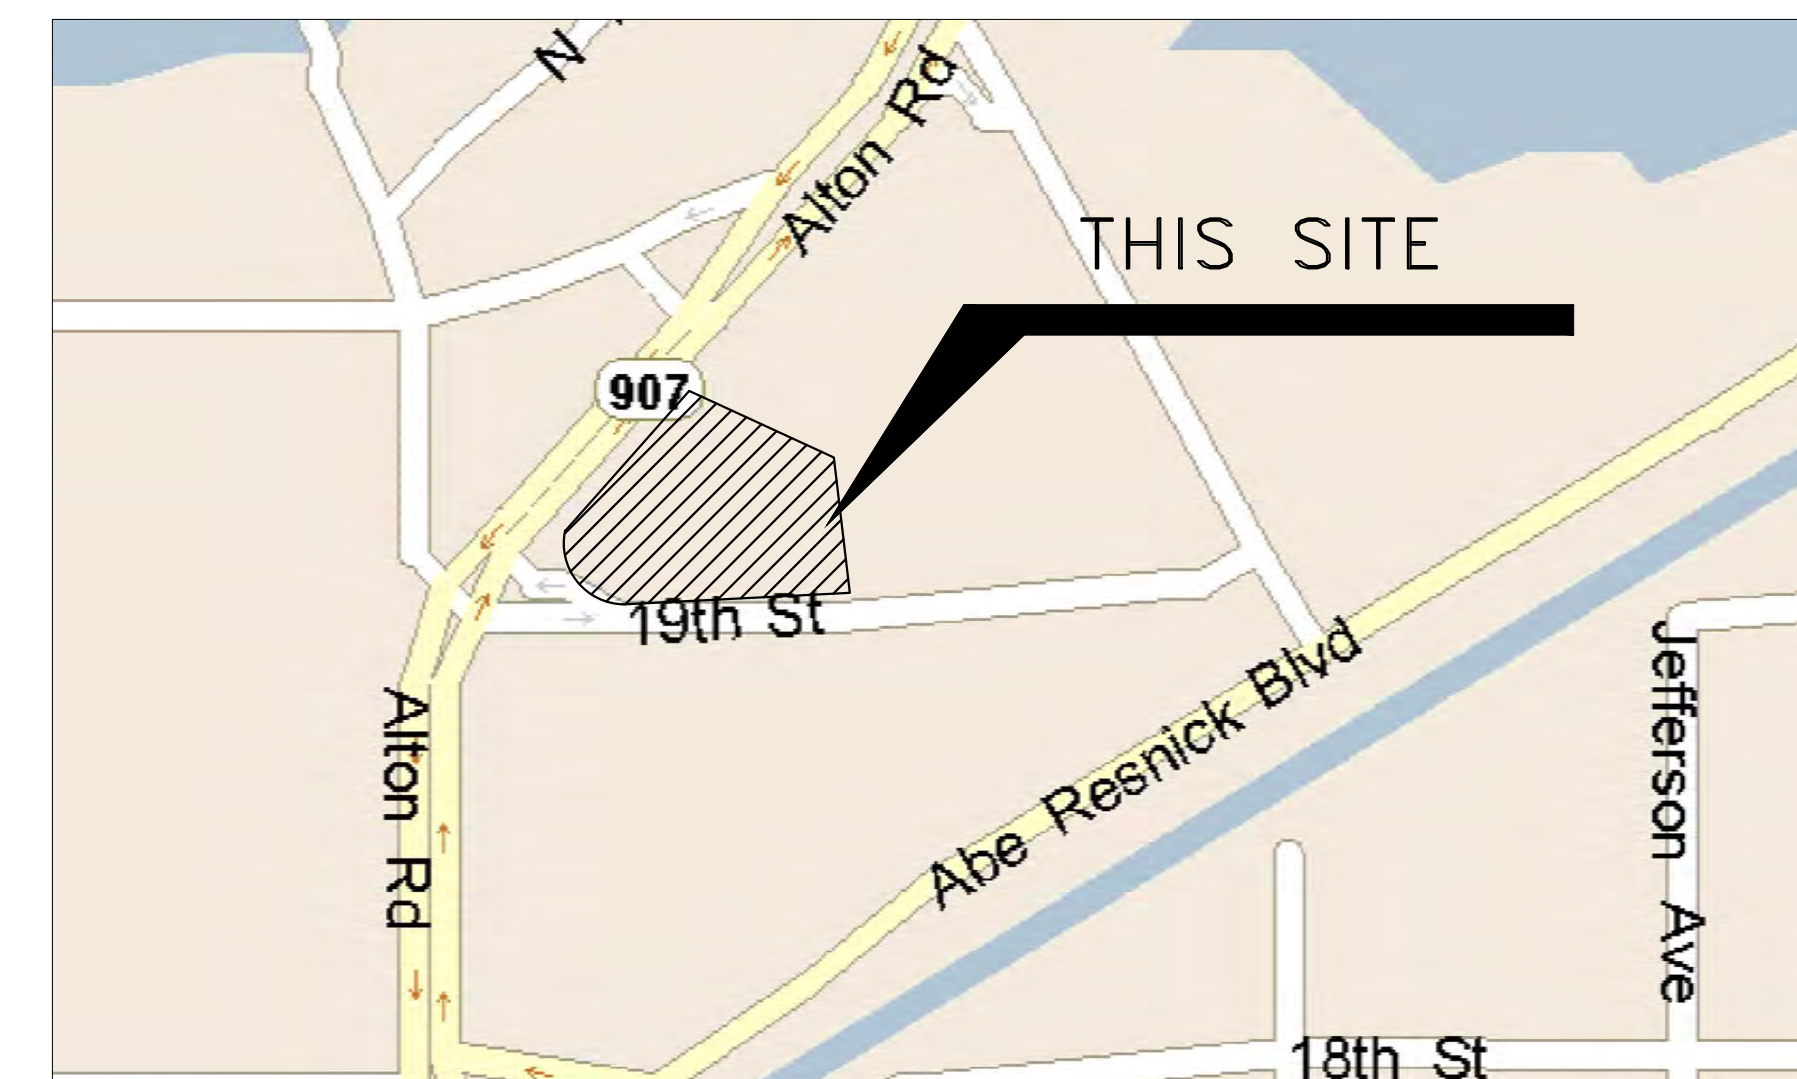 N
Alton Rd
THIS SITE
907
19th St
Alton Rd
Abe Resnick Blvd
Jefferson Ave
18th St